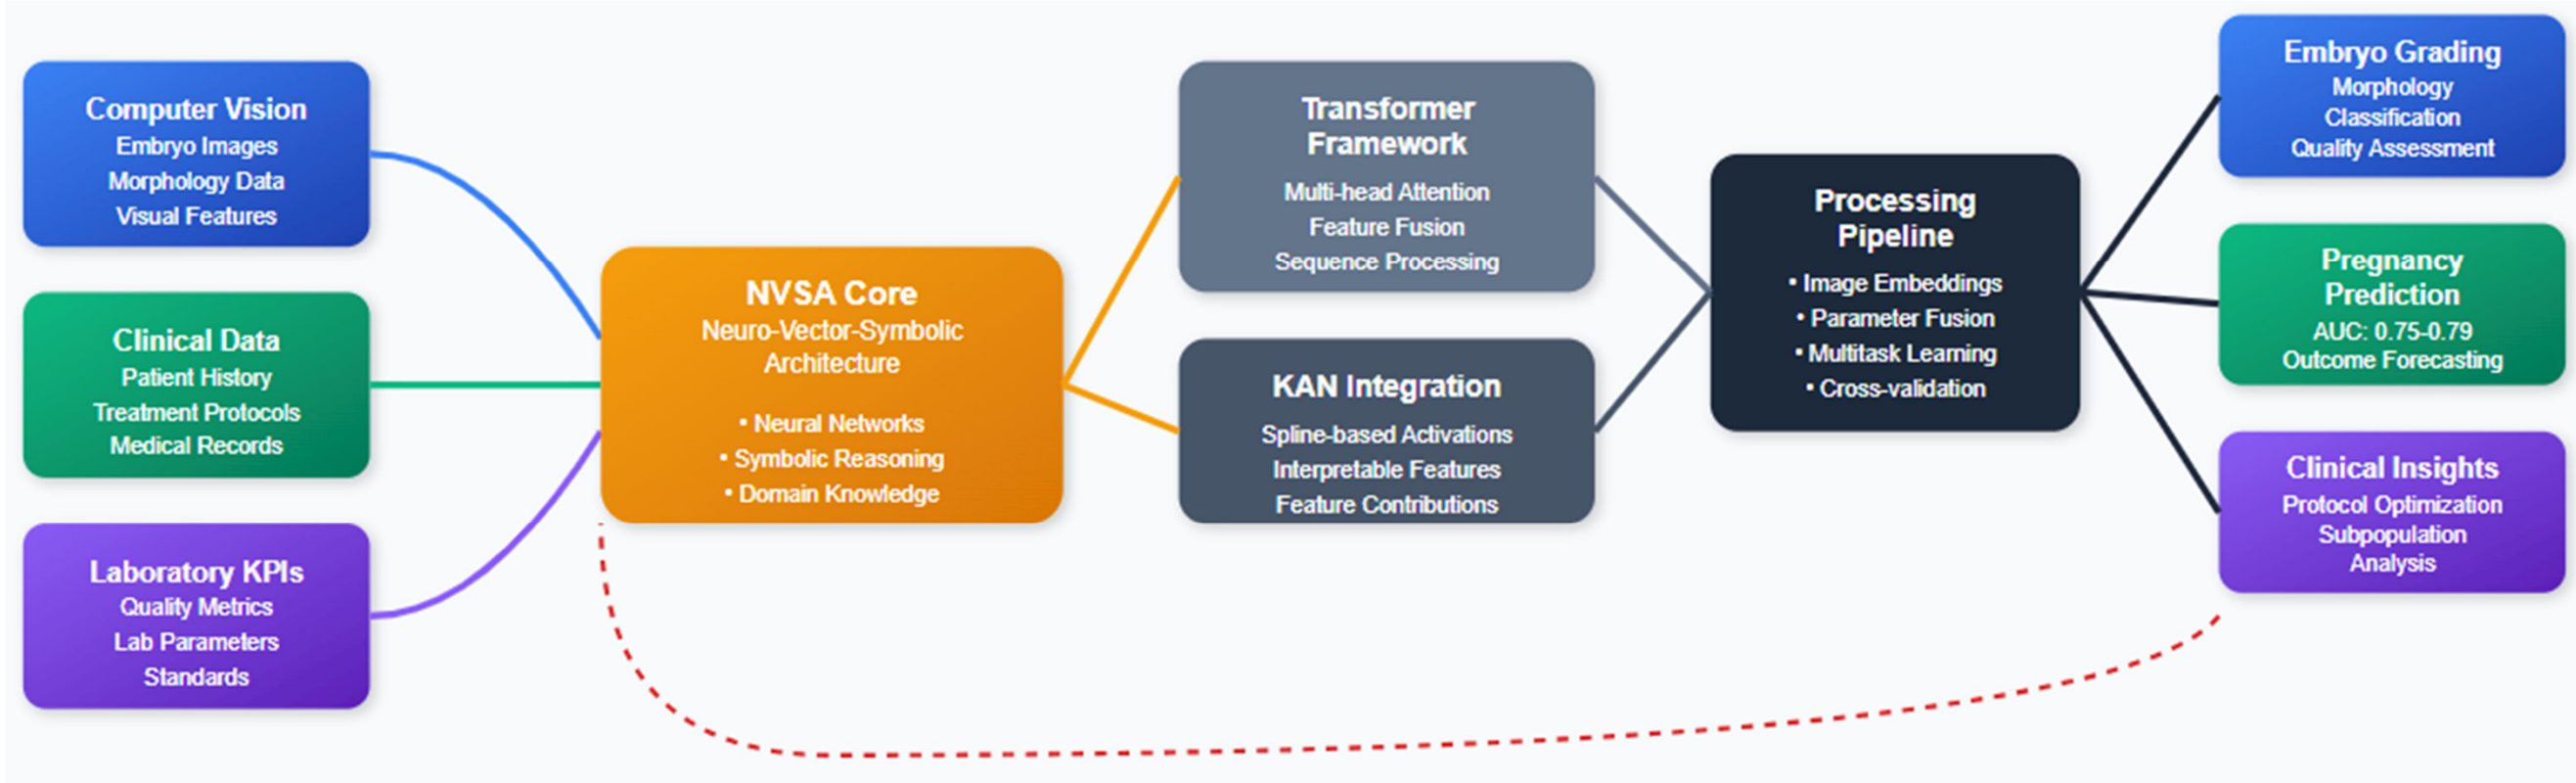 Computer Vision
Embryo Images
Morphology Data
Visual Features
Clinical Data
Patient History
Treatment Protocols
Medical Records
Laboratory KPIs
Quality Metrics
Lab Parameters
Standards
NVSA Core
Neuro-Vector-Symbolic
Architecture
• Neural Networks
• Symbolic Reasoning
• Domain Knowledge
Transformer
Framework
Multi-head Attention
Feature Fusion
Sequence Processing
KAN Integration
Spline-based Activations
Interpretable Features
Feature Contributions
Processing
Pipeline
• Image Embeddings
• Parameter Fusion
• Multitask Learning
• Cross-validation
Embryo Grading
Morphology
Classification
Quality Assessment
Pregnancy
Prediction
AUC: 0.75-0.79
Outcome Forecasting
Clinical Insights
Protocol Optimization
Subpopulation
Analysis